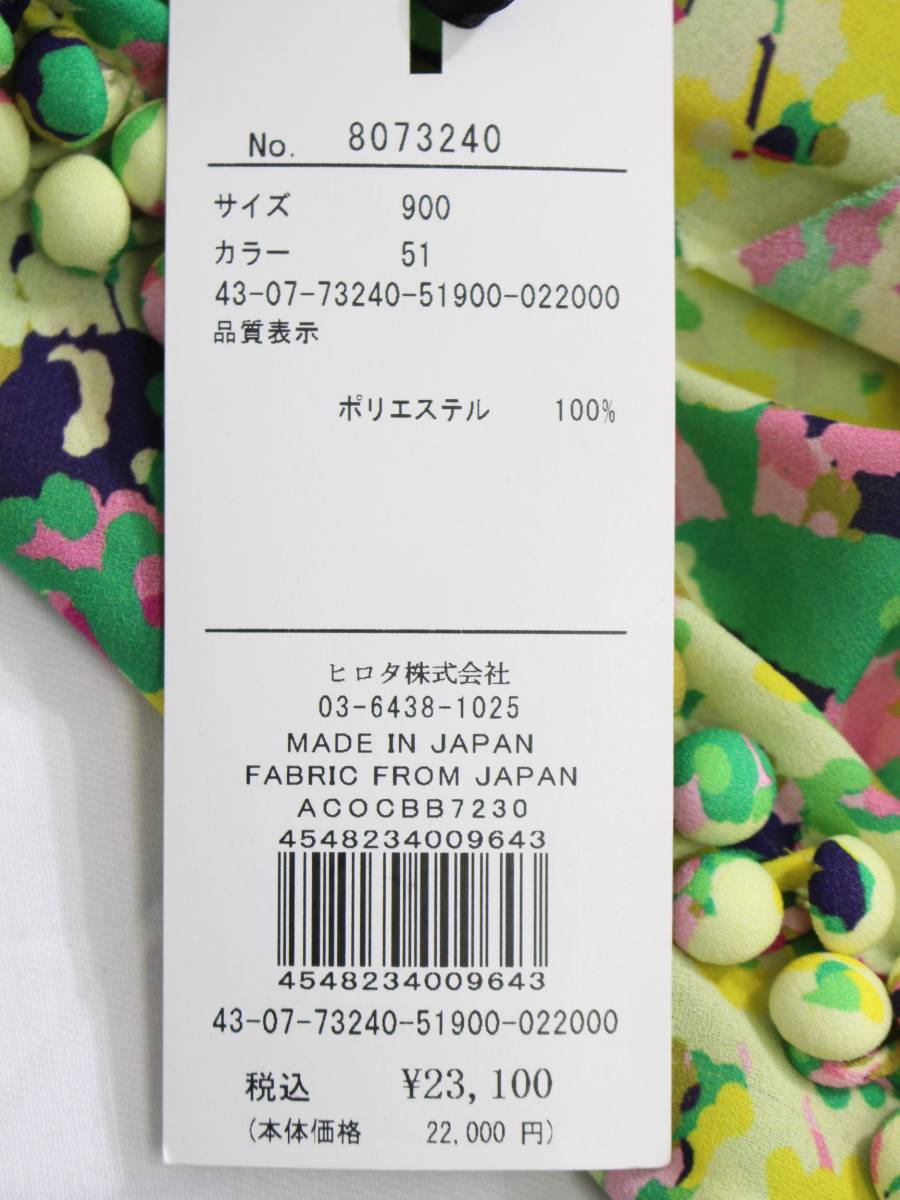 No. 8073240
サイズ 900
カラー 51
43-07-73240-51900-022000
品質表示
ポリエステル 100%
ヒロタ株式会社
03-6438-1025
MADE IN JAPAN
FABRIC FROM JAPAN
ACOCBB7230
4548234009643
4548234009643
43-07-73240-51900-022000
税込 ¥23,100
(本体価格 22,000 円)